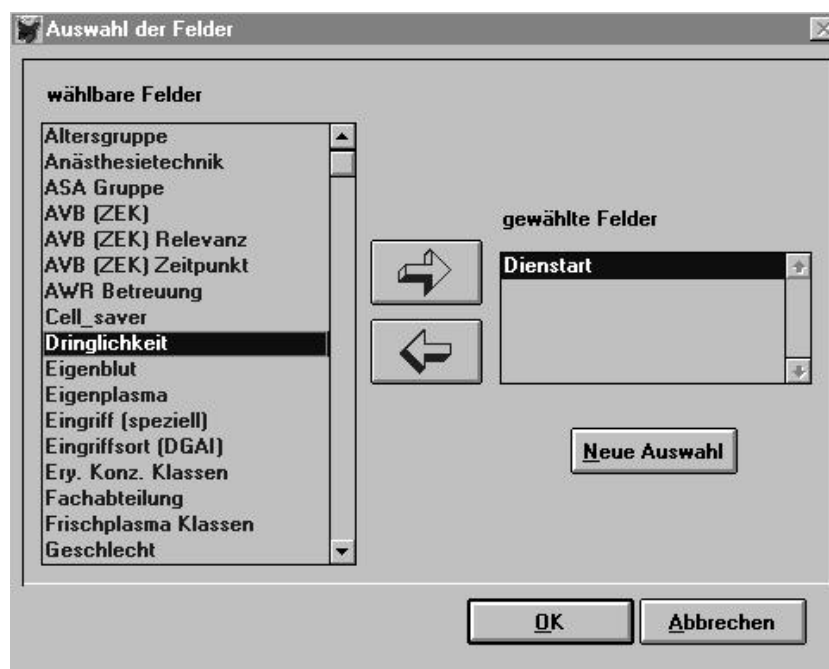 Auswahl der Felder
wählbare Felder
Altersgruppe
Anästhesietechnik
ASA Gruppe
AVB (ZEK)
AVB (ZEK) Relevanz
AVB (ZEK) Zeitpunkt
AWR Betreuung
Cell_saver
Dringlichkeit
Eigenblut
Eigenplasma
Eingriff (speziell)
Eingriffsort (DGAI)
Ery. Konz. Klassen
Fachabteilung
Frischplasma Klassen
Geschlecht
gewählte Felder
Dienstart
Neue Auswahl
OK
Abbrechen